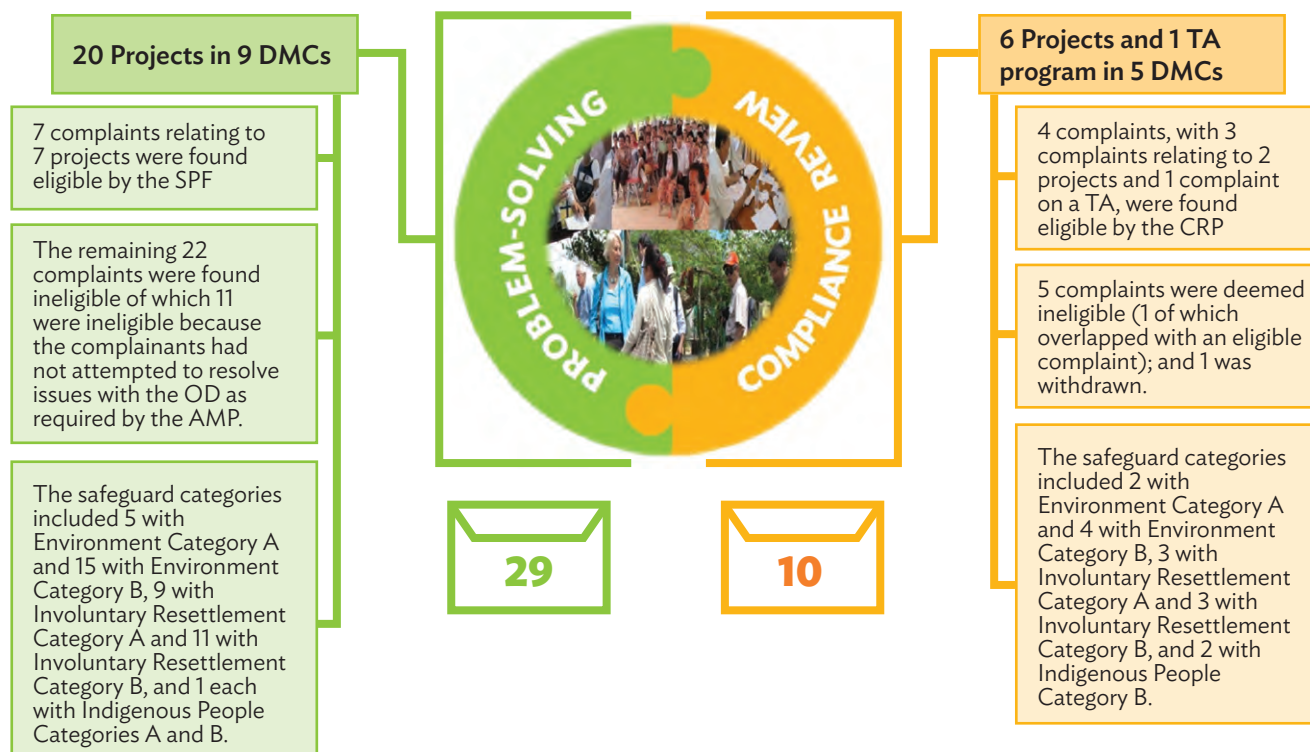 20 Projects in 9 DMCs
7 complaints relating to
7 projects were found
eligible by the SPF
The remaining 22
complaints were found
ineligible of which 11
were ineligible because
the complainants had
not attempted to resolve
issues with the OD as
required by the AMP.
The safeguard categories
included 5 with
Environment Category A
and 15 with Environment
Category B, 9 with
Involuntary Resettlement
Category A and 11 with
Involuntary Resettlement
Category B, and 1 each
with Indigenous People
Categories A and B.
PROBLEM-SOLVING
COMPLIANCE REVIEW
29
10
6 Projects and 1 TA
program in 5 DMCs
4 complaints, with 3
complaints relating to 2
projects and 1 complaint
on a TA, were found
eligible by the CRP
5 complaints were deemed
ineligible (1 of which
overlapped with an eligible
complaint); and 1 was
withdrawn.
The safeguard categories
included 2 with
Environment Category A
and 4 with Environment
Category B, 3 with
Involuntary Resettlement
Category A and 3 with
Involuntary Resettlement
Category B, and 2 with
Indigenous People
Category B.